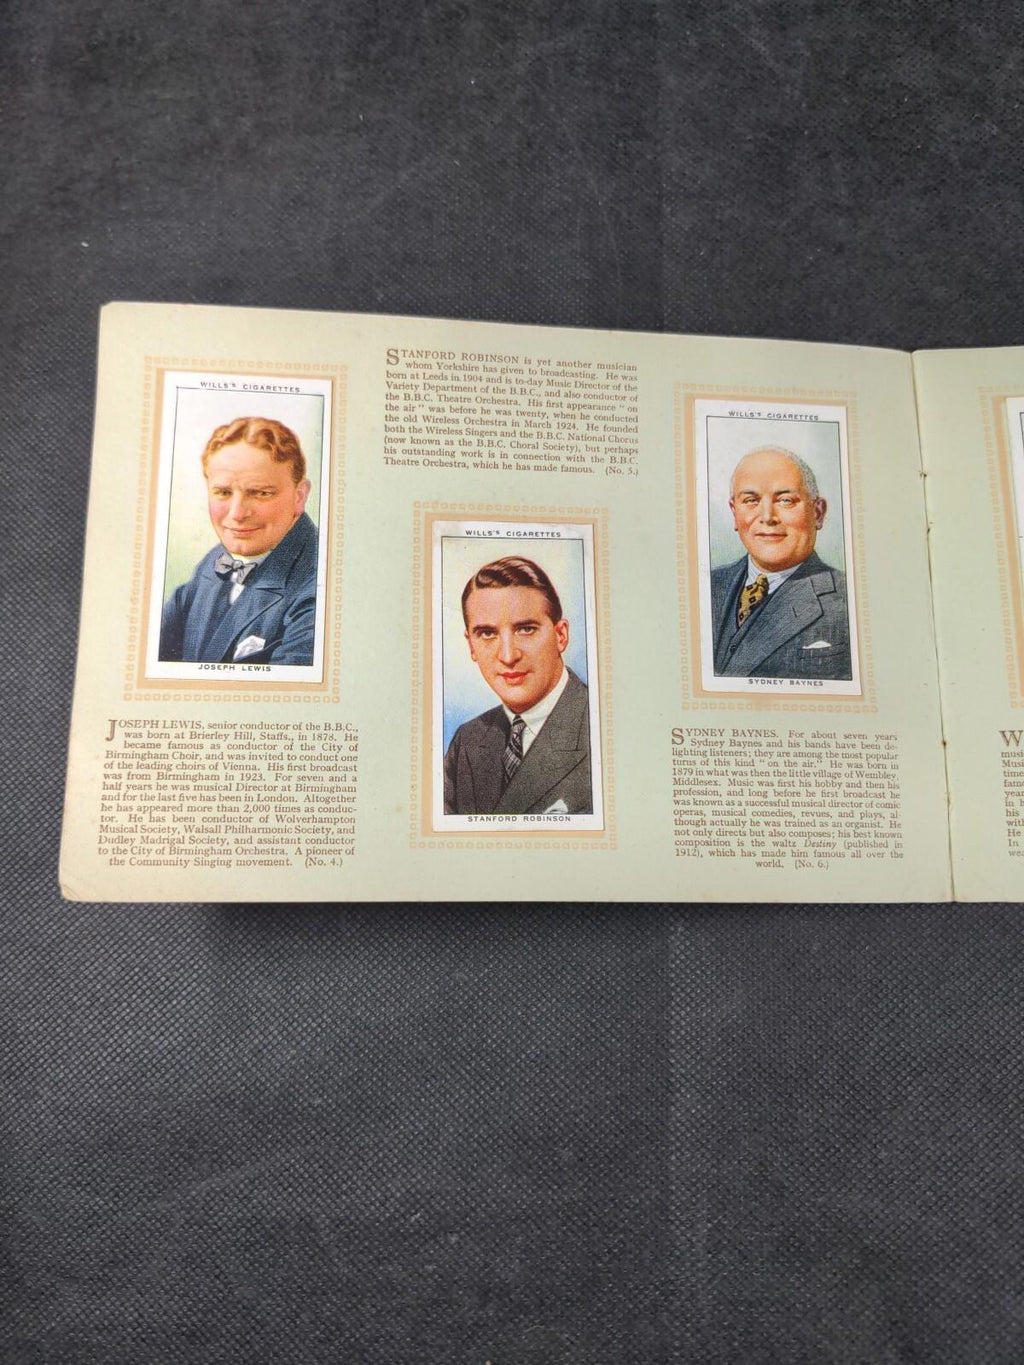 WILL'S CIGARETTES
JOSEPH LEWIS
JOSEPH LEWIS, senior conductor of the B.B.C.,
was born at Brierley Hill, Staffs., in 1878. He
became famous as conductor of the City of
Birmingham Choir, and was invited to conduct one
of the leading choirs of Vienna. His first broadcast
was from Birmingham in 1923. For seven and a
half years he was musical Director at Birmingham
and for the last five has been in London. Altogether
he has appeared more than 2,000 times as conduc-
tor. He has been conductor of Wolverhampton
Musical Society, Walsall Philharmonic Society, and
Dudley Madrigal Society, and assistant conductor
to the City of Birmingham Orchestra. A pioneer of
the Community Singing movement. (No. 4.)
STANFORD ROBINSON is yet another musician
whom Yorkshire has given to broadcasting. He was
born at Leeds in 1904 and is to-day Music Director of the
Variety Department of the B.B.C., and also conductor of
the B.B.C. Theatre Orchestra. His first appearance " on
the air " was before he was twenty, when he conducted
the old Wireless Orchestra in March 1924. He founded
both the Wireless Singers and the B.B.C. National Chorus
(now known as the B.B.C. Choral Society), but perhaps
his outstanding work is in connection with the B.B.C.
Theatre Orchestra, which he has made famous. (No. 5.)
WILLS'S CIGARETTES
STANFORD ROBINSON
WILLS'S CIGARETTES
SYDNEY BAYNES
SYDNEY BAYNES. For about seven years
Sydney Baynes and his bands have been de-
lighting listeners; they are among the most popular
turns of this kind " on the air." He was born in
1879 in what was then the little village of Wembley,
Middlesex. Music was first his hobby and then his
profession, and long before he first broadcast he
was known as a successful musical director of comic
operas, musical comedies, revues, and plays, al-
though actually he was trained as an organist. He
not only directs but also composes; his best known
composition is the waltz Destiny (published in
1912), which has made him famous all over the
world. (No. 6.)
W
musi
Musi
time
famo
year
In b
his
with
He
In
wea